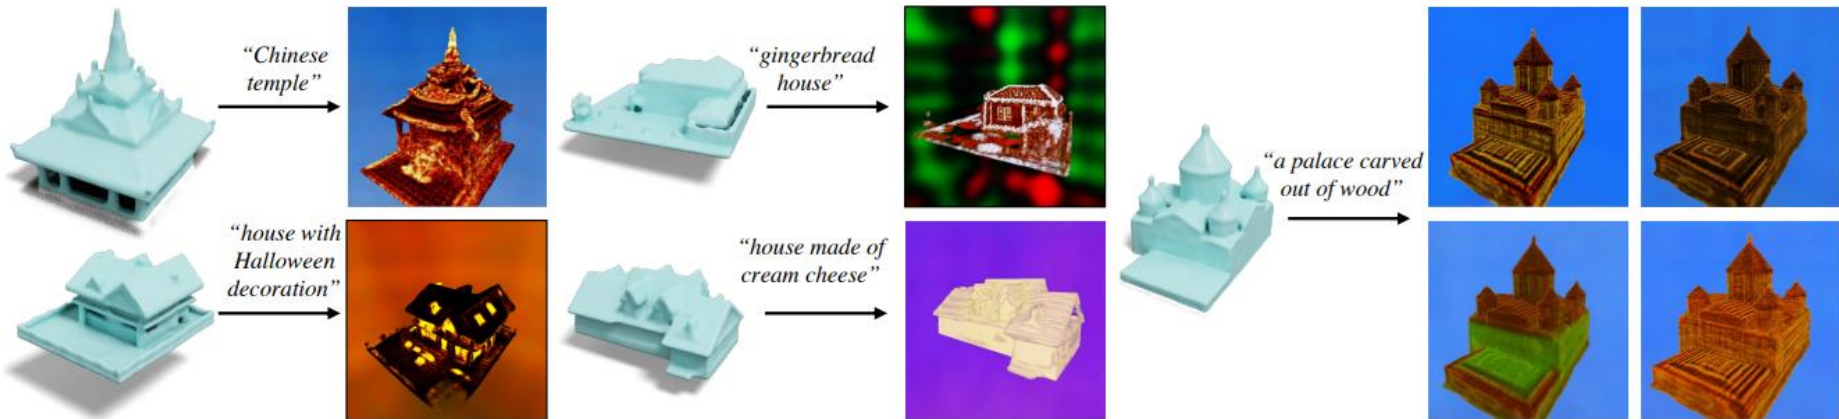 “Chinese
temple”
“gingerbread
house”
“a palace carved
out of wood”
“house with
Halloween
decoration”
“house made of
cream cheese”